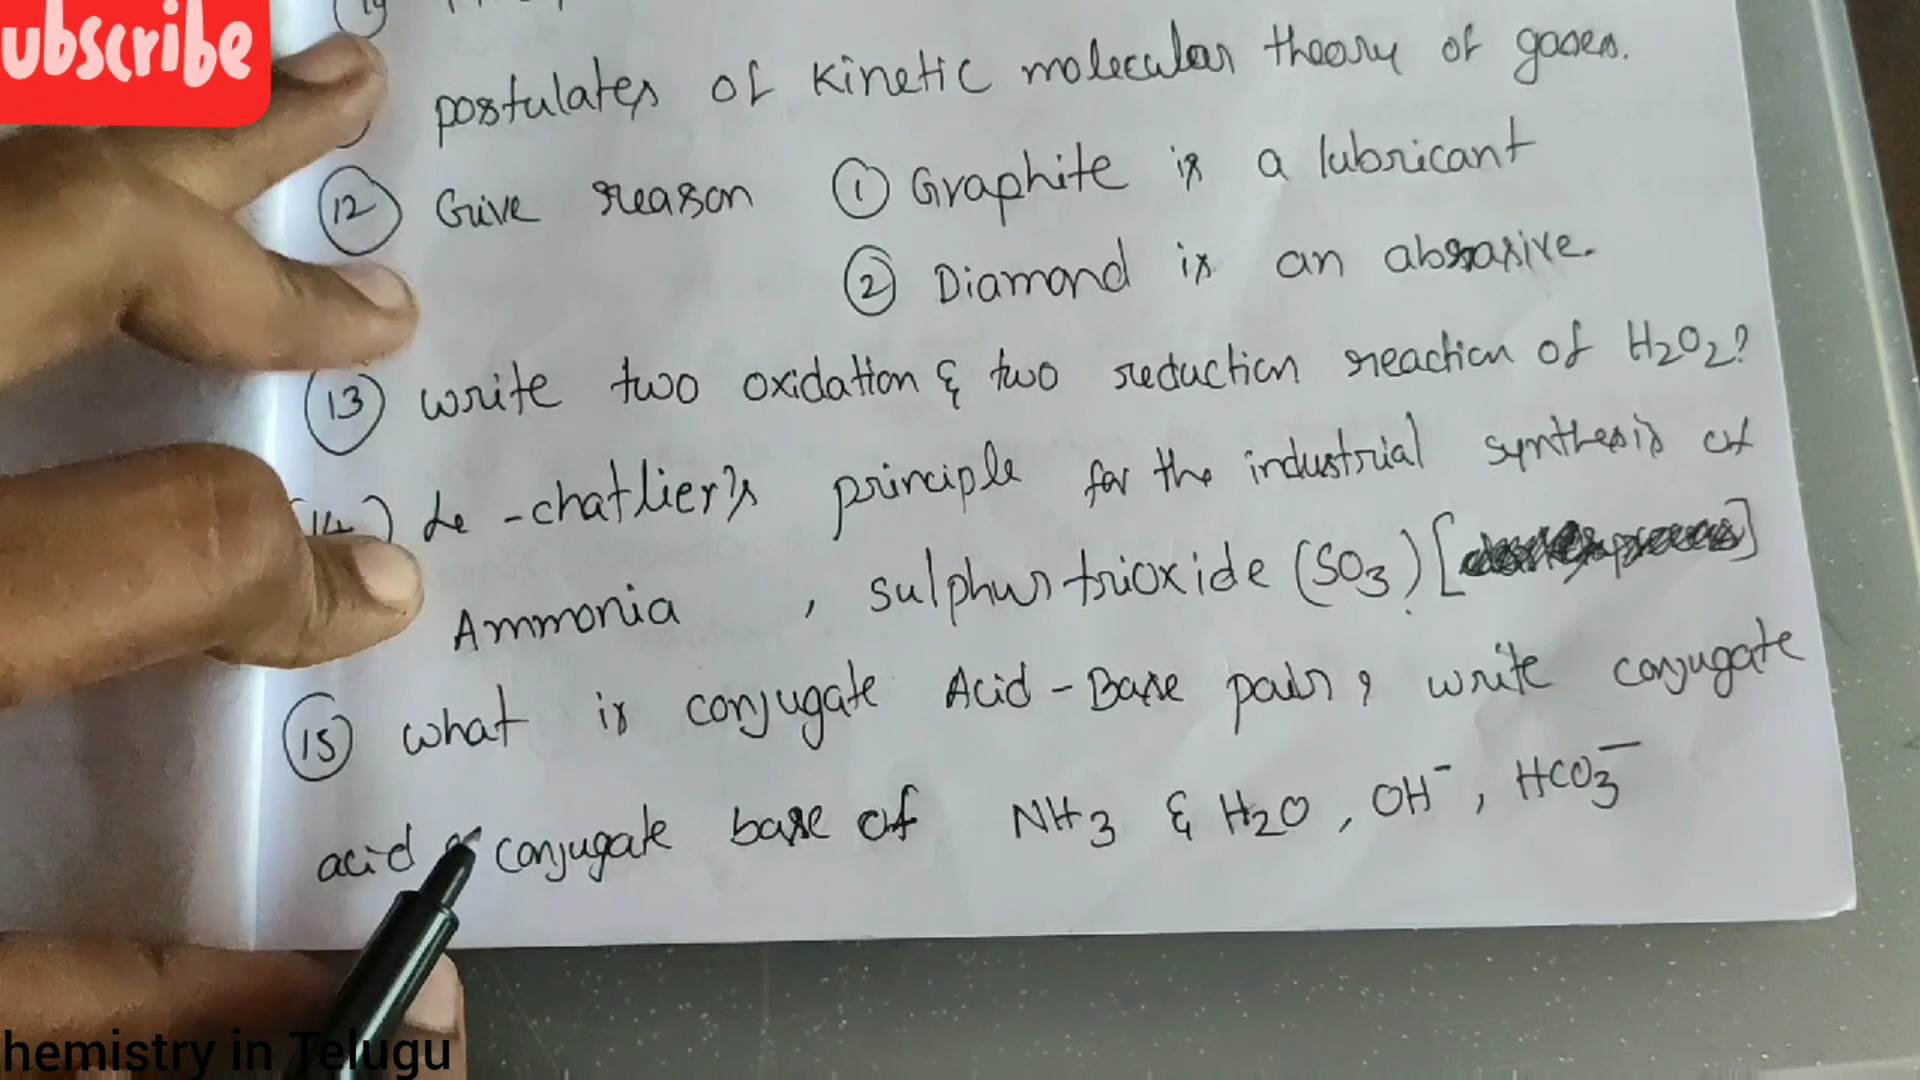 ubscribe
postulates of Kinetic molecular theory of gases.
12 Give reason 1 Graphite is a lubricant
2 Diamond is an abrasive.
13 write two oxidation & two reduction reaction of H2O2?
14) Le-chatlier's principle for the industrial synthesis of
Ammonia , sulphur trioxide (SO3) [ ]
15 what is conjugate Acid-Base pair, write conjugate
acid conjugate base of NH3 & H2O, OH⁻, HCO3⁻
hemistry in Telugu